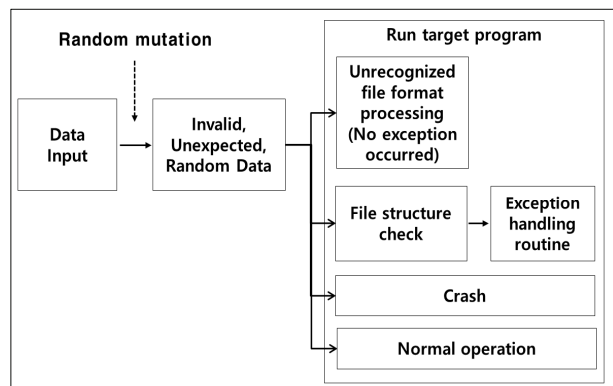 Random mutation
Run target program
Unrecognized
file format
processing
(No exception
occurred)
Data
Input
Invalid,
Unexpected,
Random Data
File structure
check
Exception
handling
routine
Crash
Normal operation